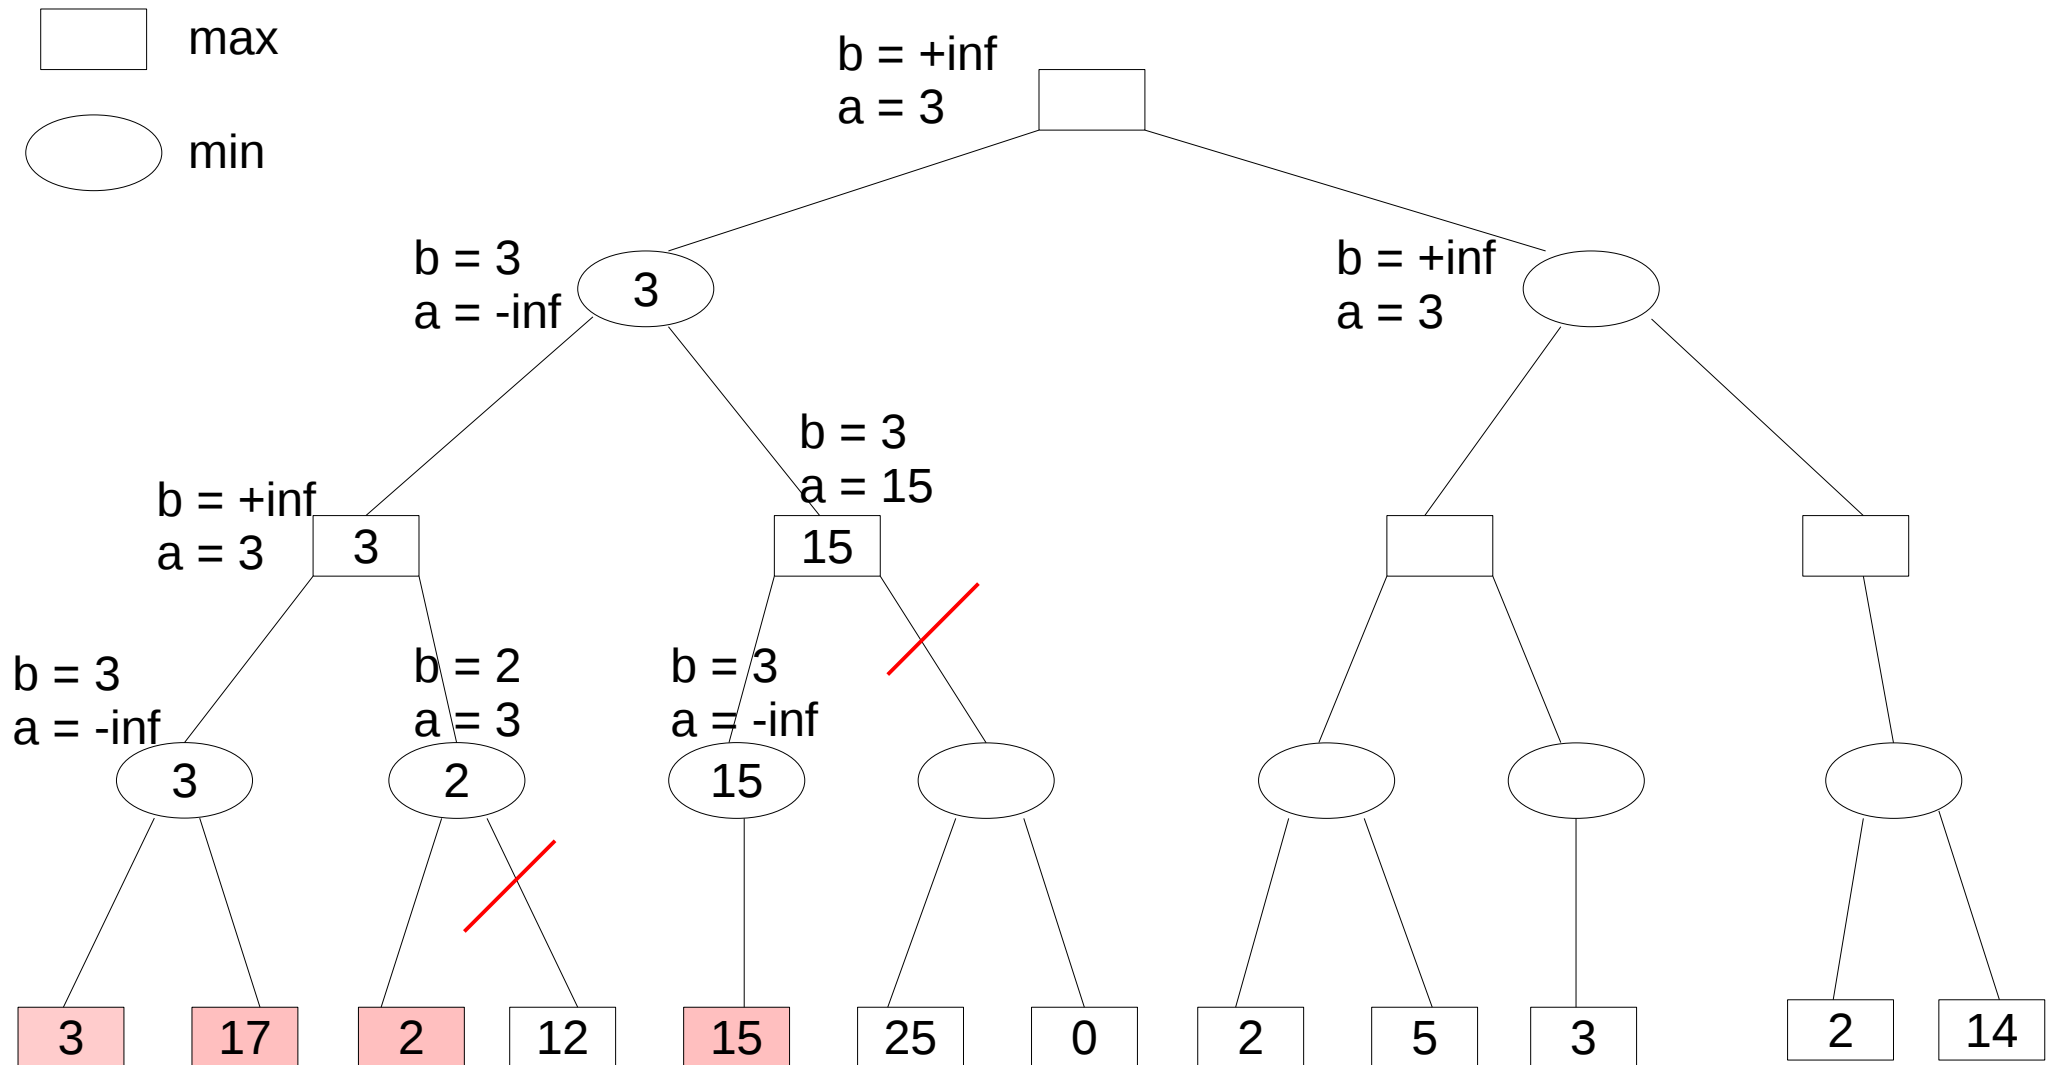 max
b = +inf
a = 3
min
b = 3
a = -inf
3
b = +inf
a = 3
b = 3
a = 15
b = +inf
a = 3
3
15
b = 3
a = -inf
b = 2
a = 3
b = 3
a = -inf
3
2
15
3
17
2
12
15
25
0
2
5
3
2
14